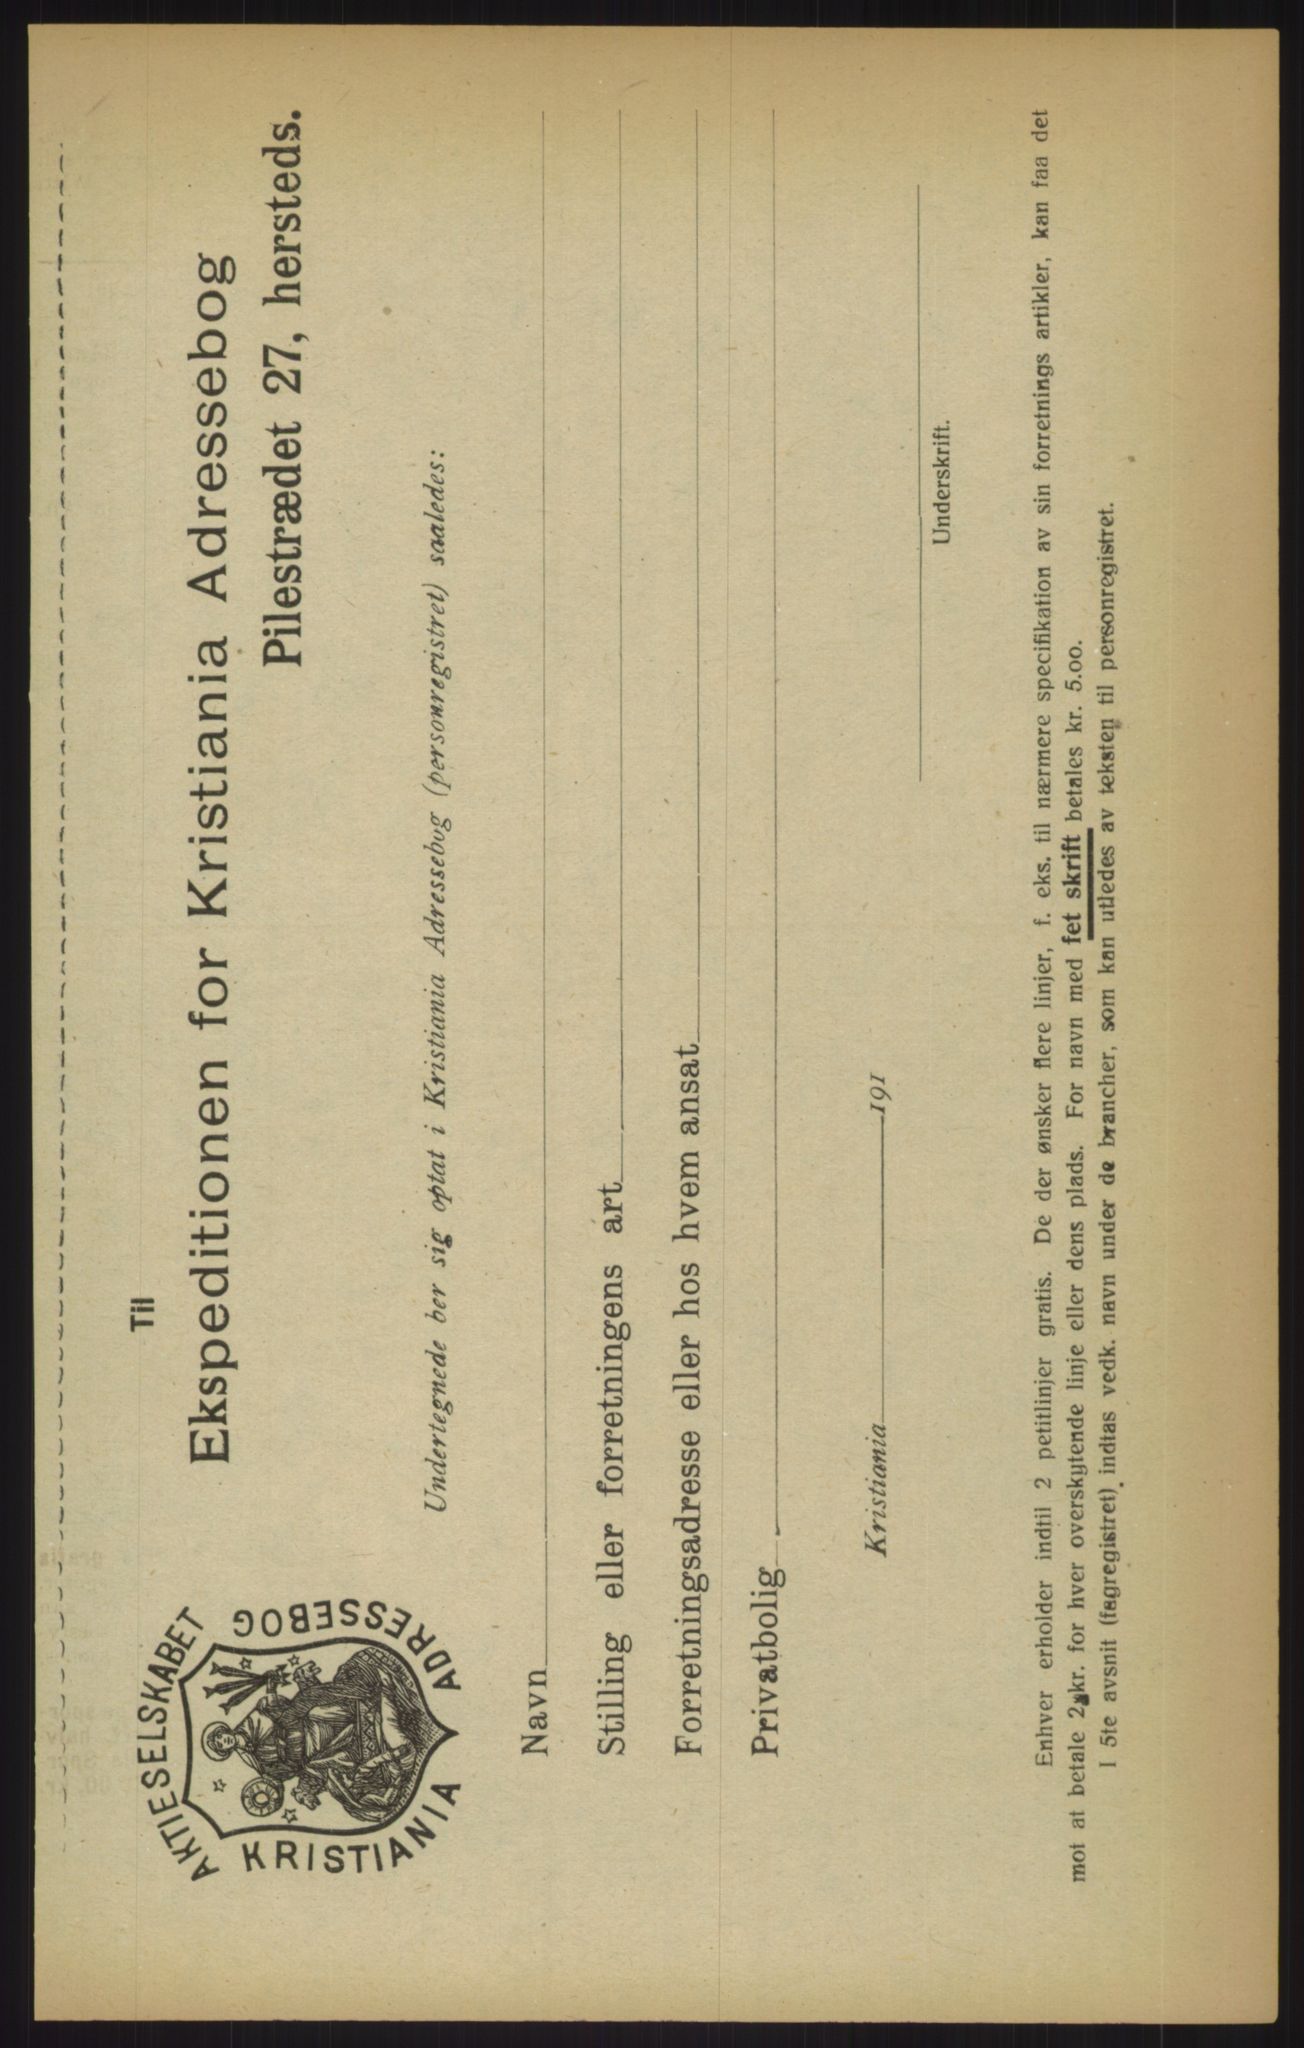 AKTIESELSKABET
KRISTIANIA
ADRESSEBOG
Til
Ekspeditionen for Kristiania Adressebog
Pilestrædet 27, hersteds.
Undertegnede ber sig optat i Kristiania Adressebog (personregistret) saaledes:
Navn
Stilling eller forretningens art
Forretningsadresse eller hos hvem ansat
Privatbolig
Kristiania 191
Underskrift.
Enhver erholder indtil 2 petitlinjer gratis. De der ønsker flere linjer, f. eks. til nærmere specifikation av sin forretnings artikler, kan faa det
mot at betale 2 kr. for hver overskytende linje eller dens plads. For navn med fet skrift betales kr. 5.00.
I 5te avsnit (fagregistret) indtas vedk. navn under de brancher, som kan utledes av teksten til personregistret.